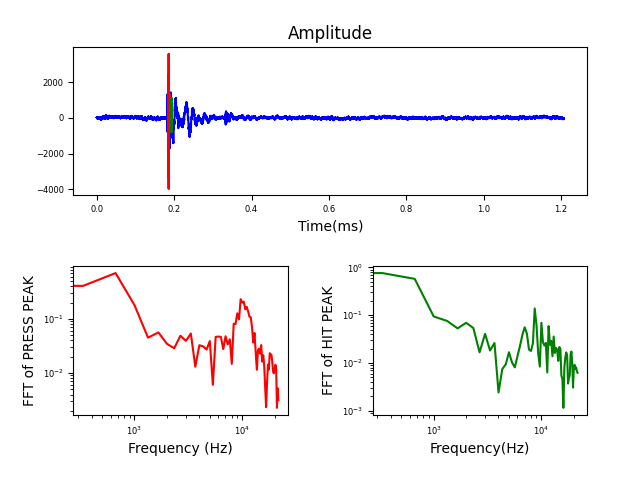 Amplitude
2000
0
−2000
−4000
0.0 0.2 0.4 0.6 0.8 1.0 1.2
Time(ms)
FFT of PRESS PEAK
10⁻¹
10⁻²
10³ 10⁴
Frequency (Hz)
FFT of HIT PEAK
10⁰
10⁻¹
10⁻²
10⁻³
10³ 10⁴
Frequency(Hz)